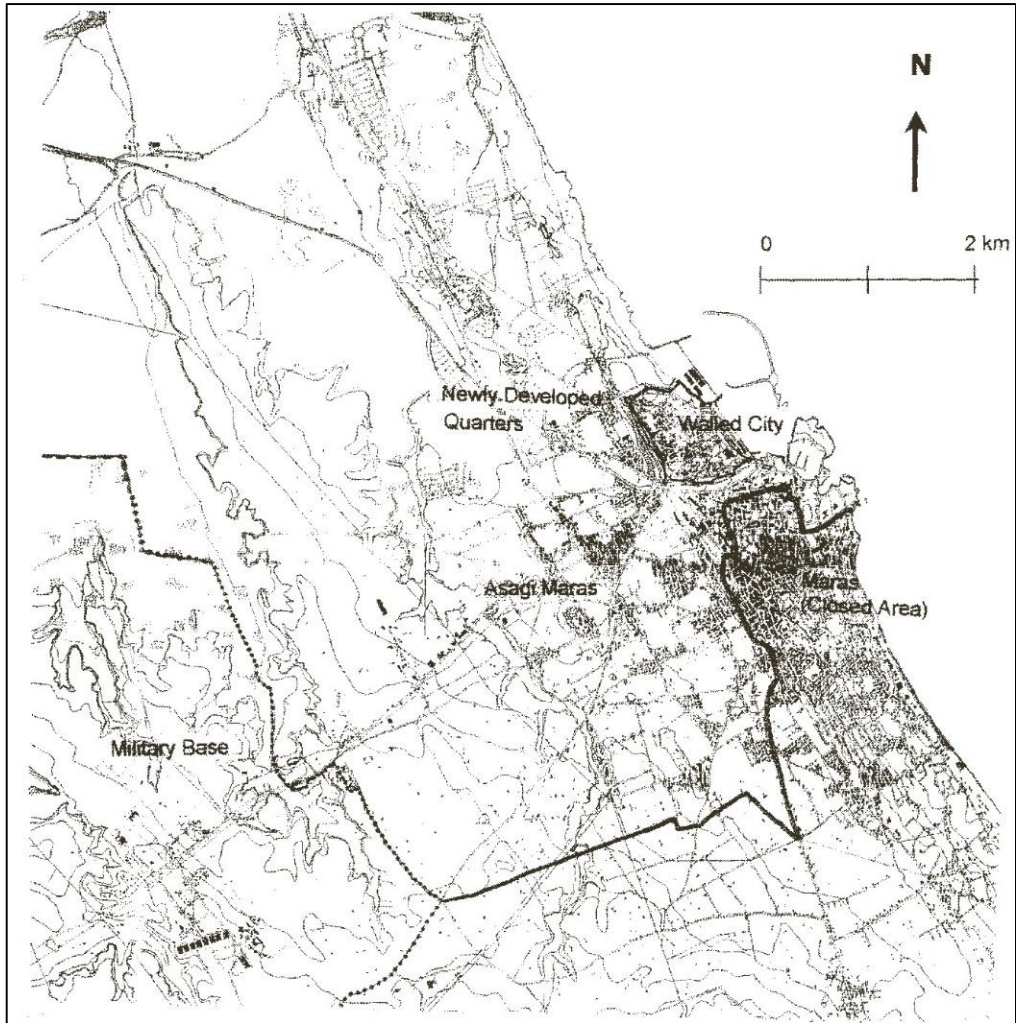 N
0 2 km
Newly Developed
Quarters
Walled City
Maras
(Closed Area)
Asagi Maras
Military Base